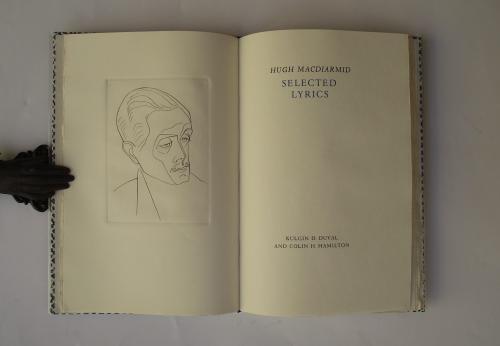 HUGH MACDIARMID
SELECTED
LYRICS
KULGIN D. DUVAL
AND COLIN H. HAMILTON